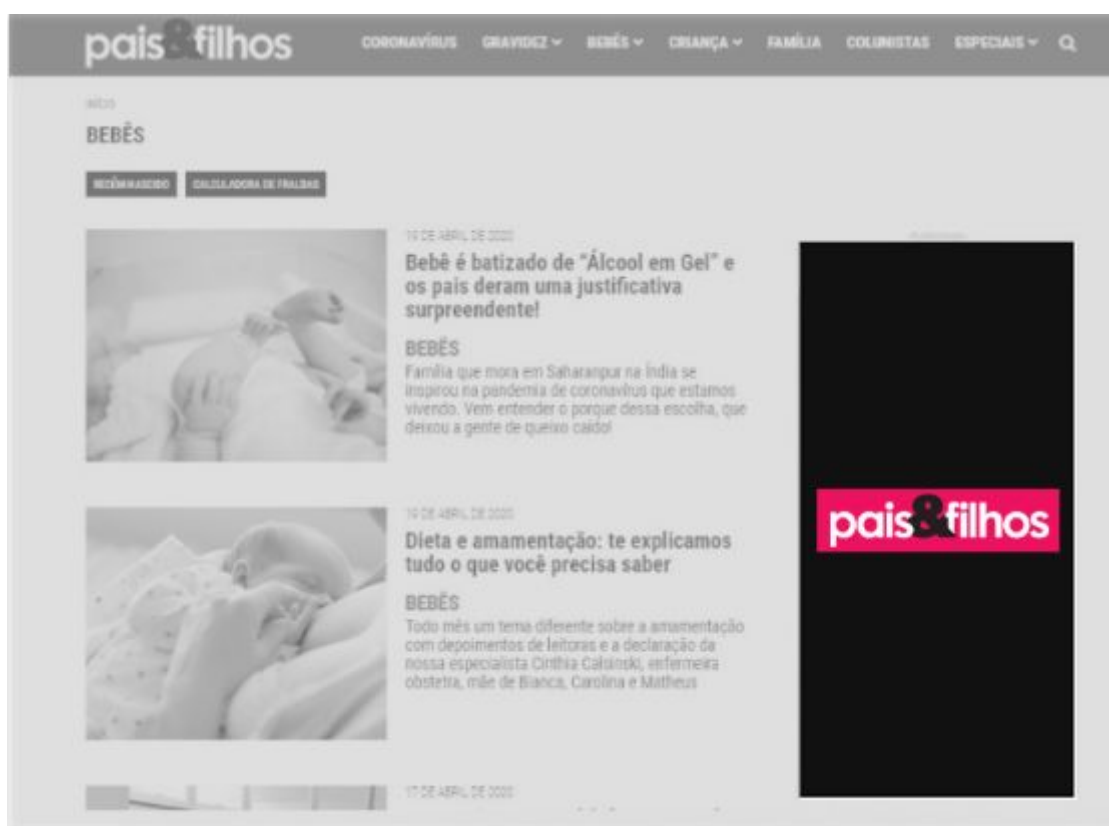 pais&filhos
CORONAVÍRUS GRAVIDEZ BEBÊS CRIANÇA FAMÍLIA COLUNISTAS ESPECIAIS
INÍCIO
BEBÊS
RECÉM-NASCIDO CALCULADORA DE FRALDAS
19 DE ABRIL DE 2020
Bebê é batizado de “Álcool em Gel” e
os pais deram uma justificativa
surpreendente!
BEBÊS
Família que mora em Saharanpur na Índia se
inspirou na pandemia de coronavírus que estamos
vivendo. Vem entender o porque dessa escolha, que
deixou a gente de queixo caído!
pais&filhos
19 DE ABRIL DE 2020
Dieta e amamentação: te explicamos
tudo o que você precisa saber
BEBÊS
Todo mês um tema diferente sobre a amamentação
com depoimentos de leitoras e a declaração da
nossa especialista Cinthia Calsinski, enfermeira
obstetra, mãe de Bianca, Carolina e Matheus
17 DE ABRIL DE 2020